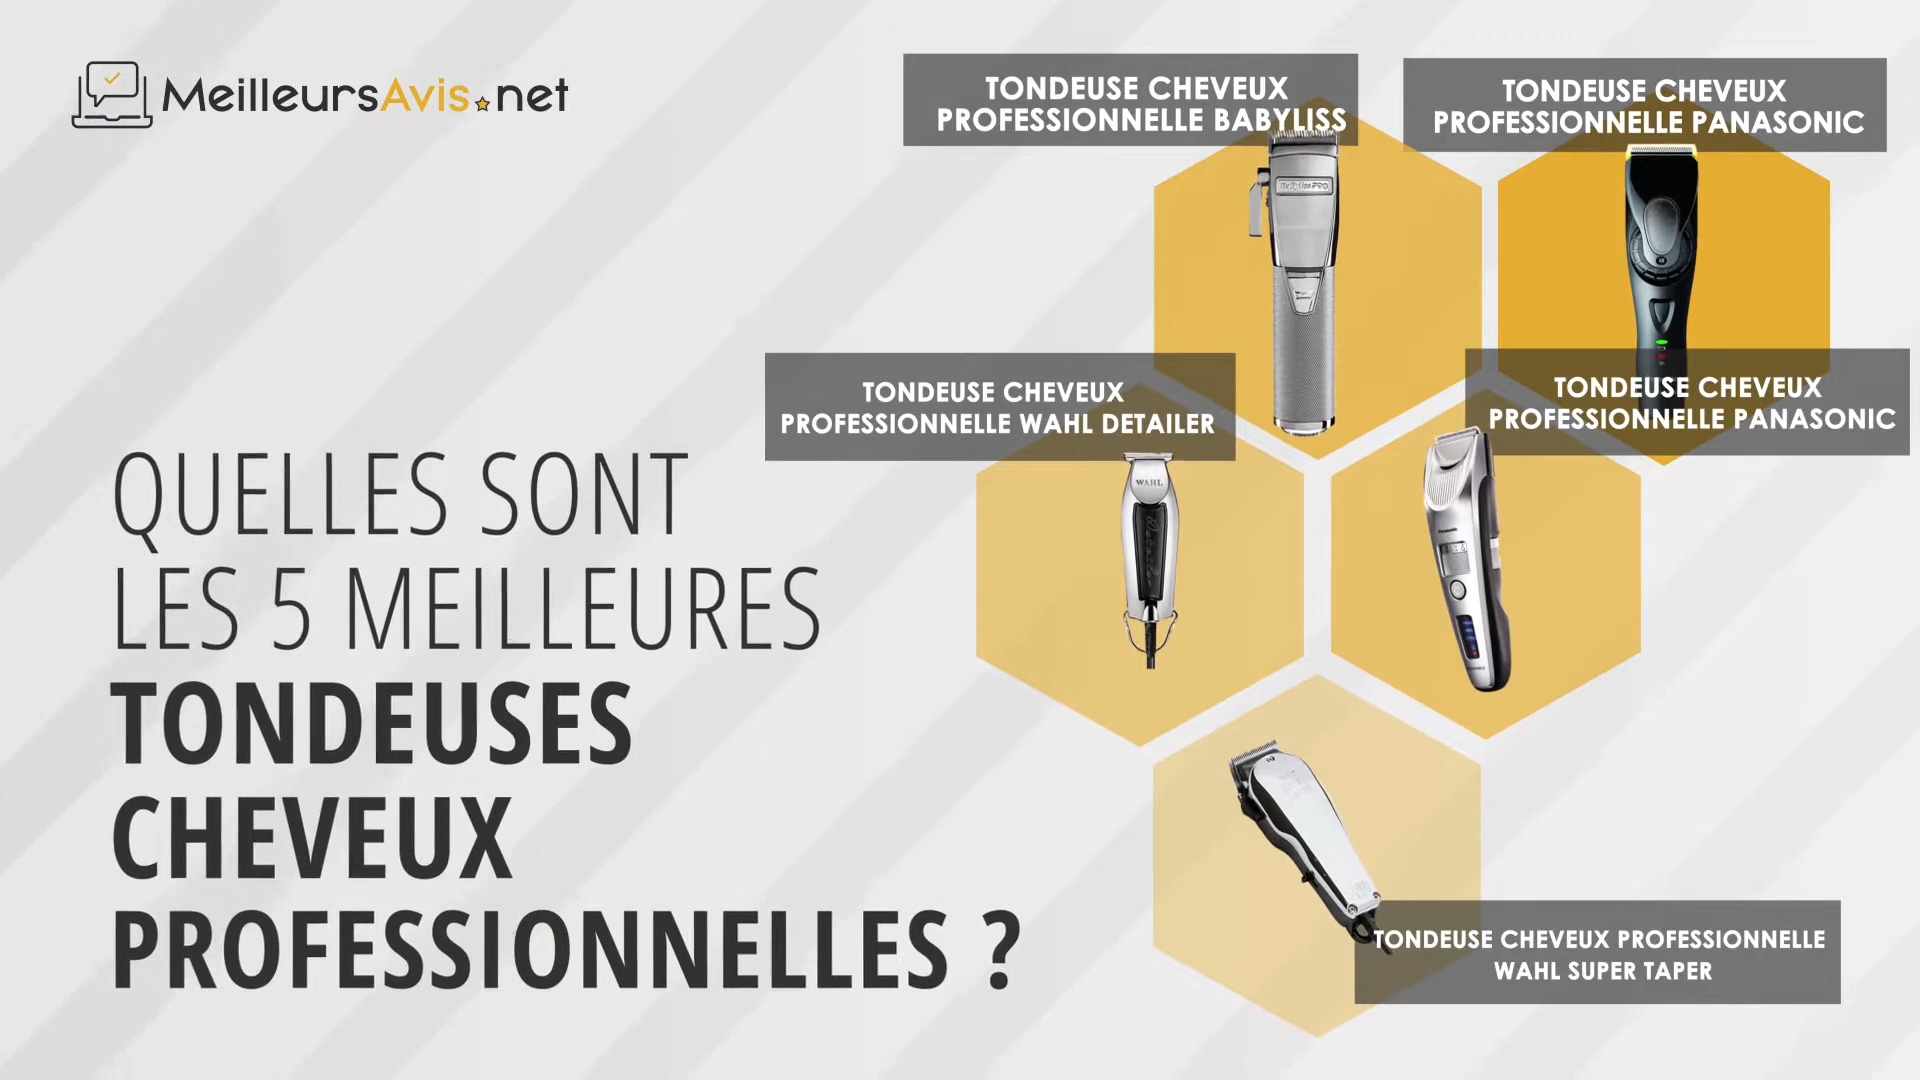 MeilleursAvis.net
TONDEUSE CHEVEUX
PROFESSIONNELLE BABYLISS
TONDEUSE CHEVEUX
PROFESSIONNELLE PANASONIC
TONDEUSE CHEVEUX
PROFESSIONNELLE WAHL DETAILER
TONDEUSE CHEVEUX
PROFESSIONNELLE PANASONIC
WAHL
QUELLES SONT
LES 5 MEILLEURES
TONDEUSES
CHEVEUX
PROFESSIONNELLES ?
TONDEUSE CHEVEUX PROFESSIONNELLE
WAHL SUPER TAPER